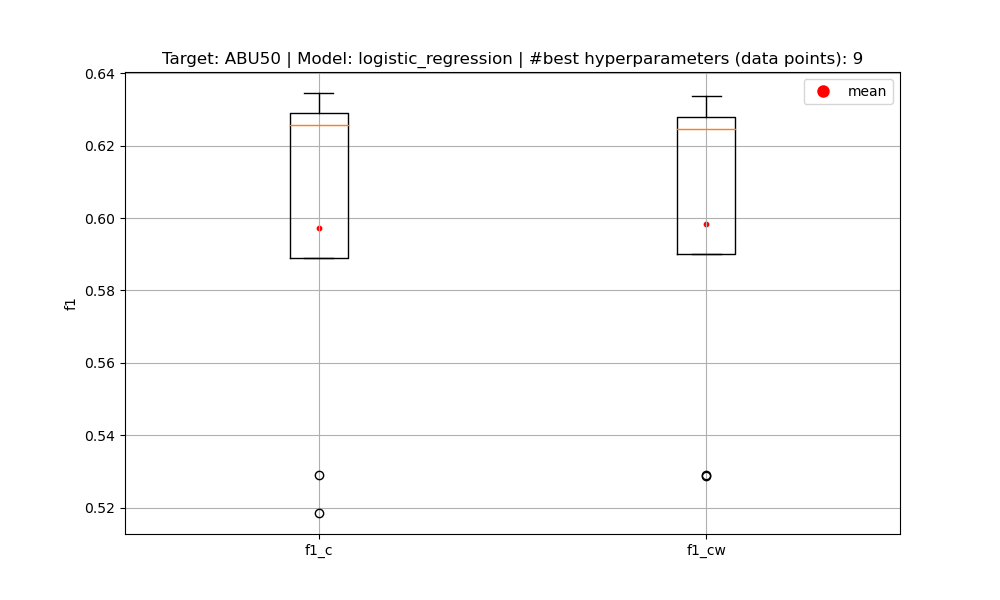 Target: ABU50 | Model: logistic_regression | #best hyperparameters (data points): 9
mean
f1
0.64
0.62
0.60
0.58
0.56
0.54
0.52
f1_c
f1_cw